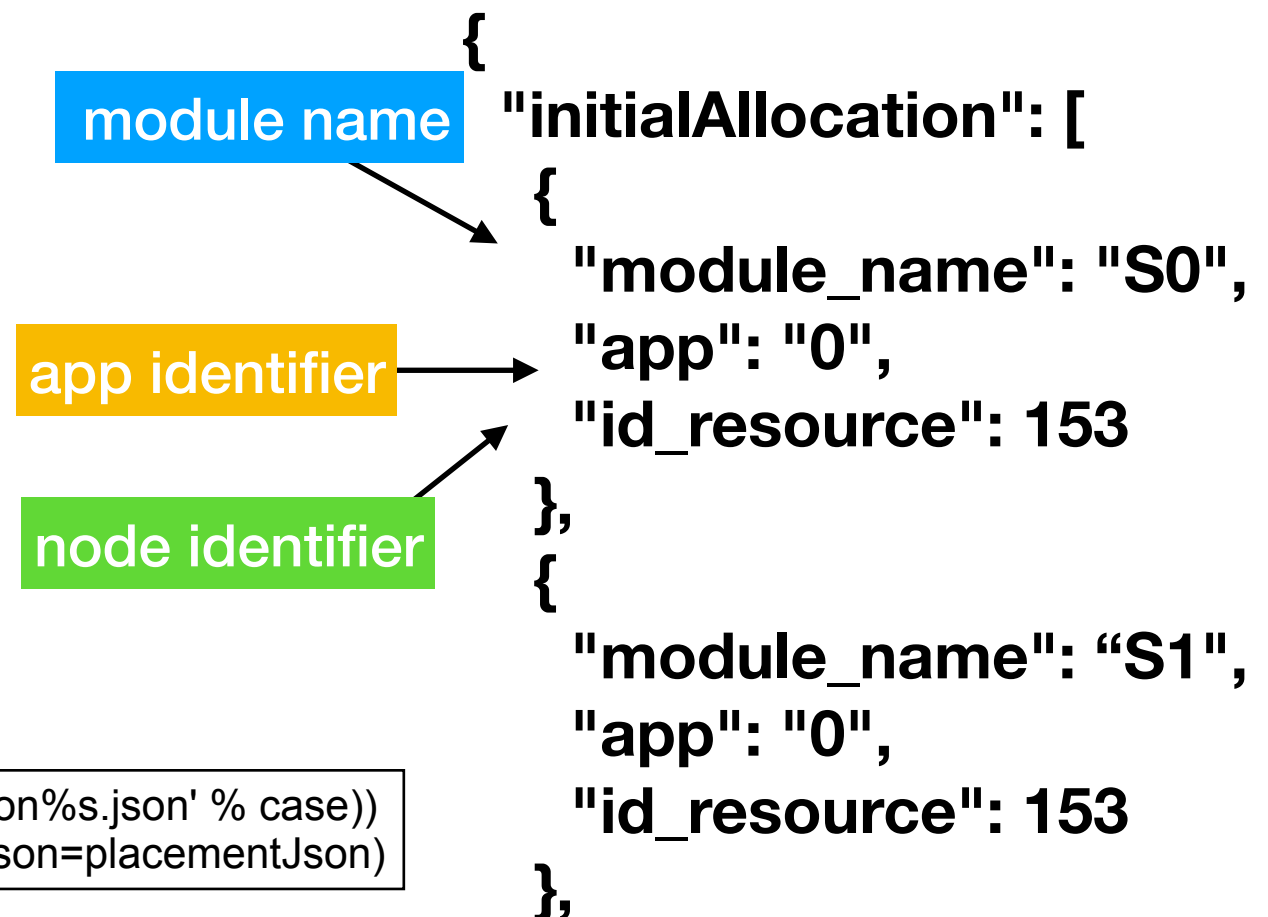 {
module name
"initialAllocation": [
{
"module_name": "S0",
app identifier
"app": "0",
"id_resource": 153
node identifier
},
{
"module_name": “S1",
"app": "0",
on%s.json' % case))
"id_resource": 153
son=placementJson)
},